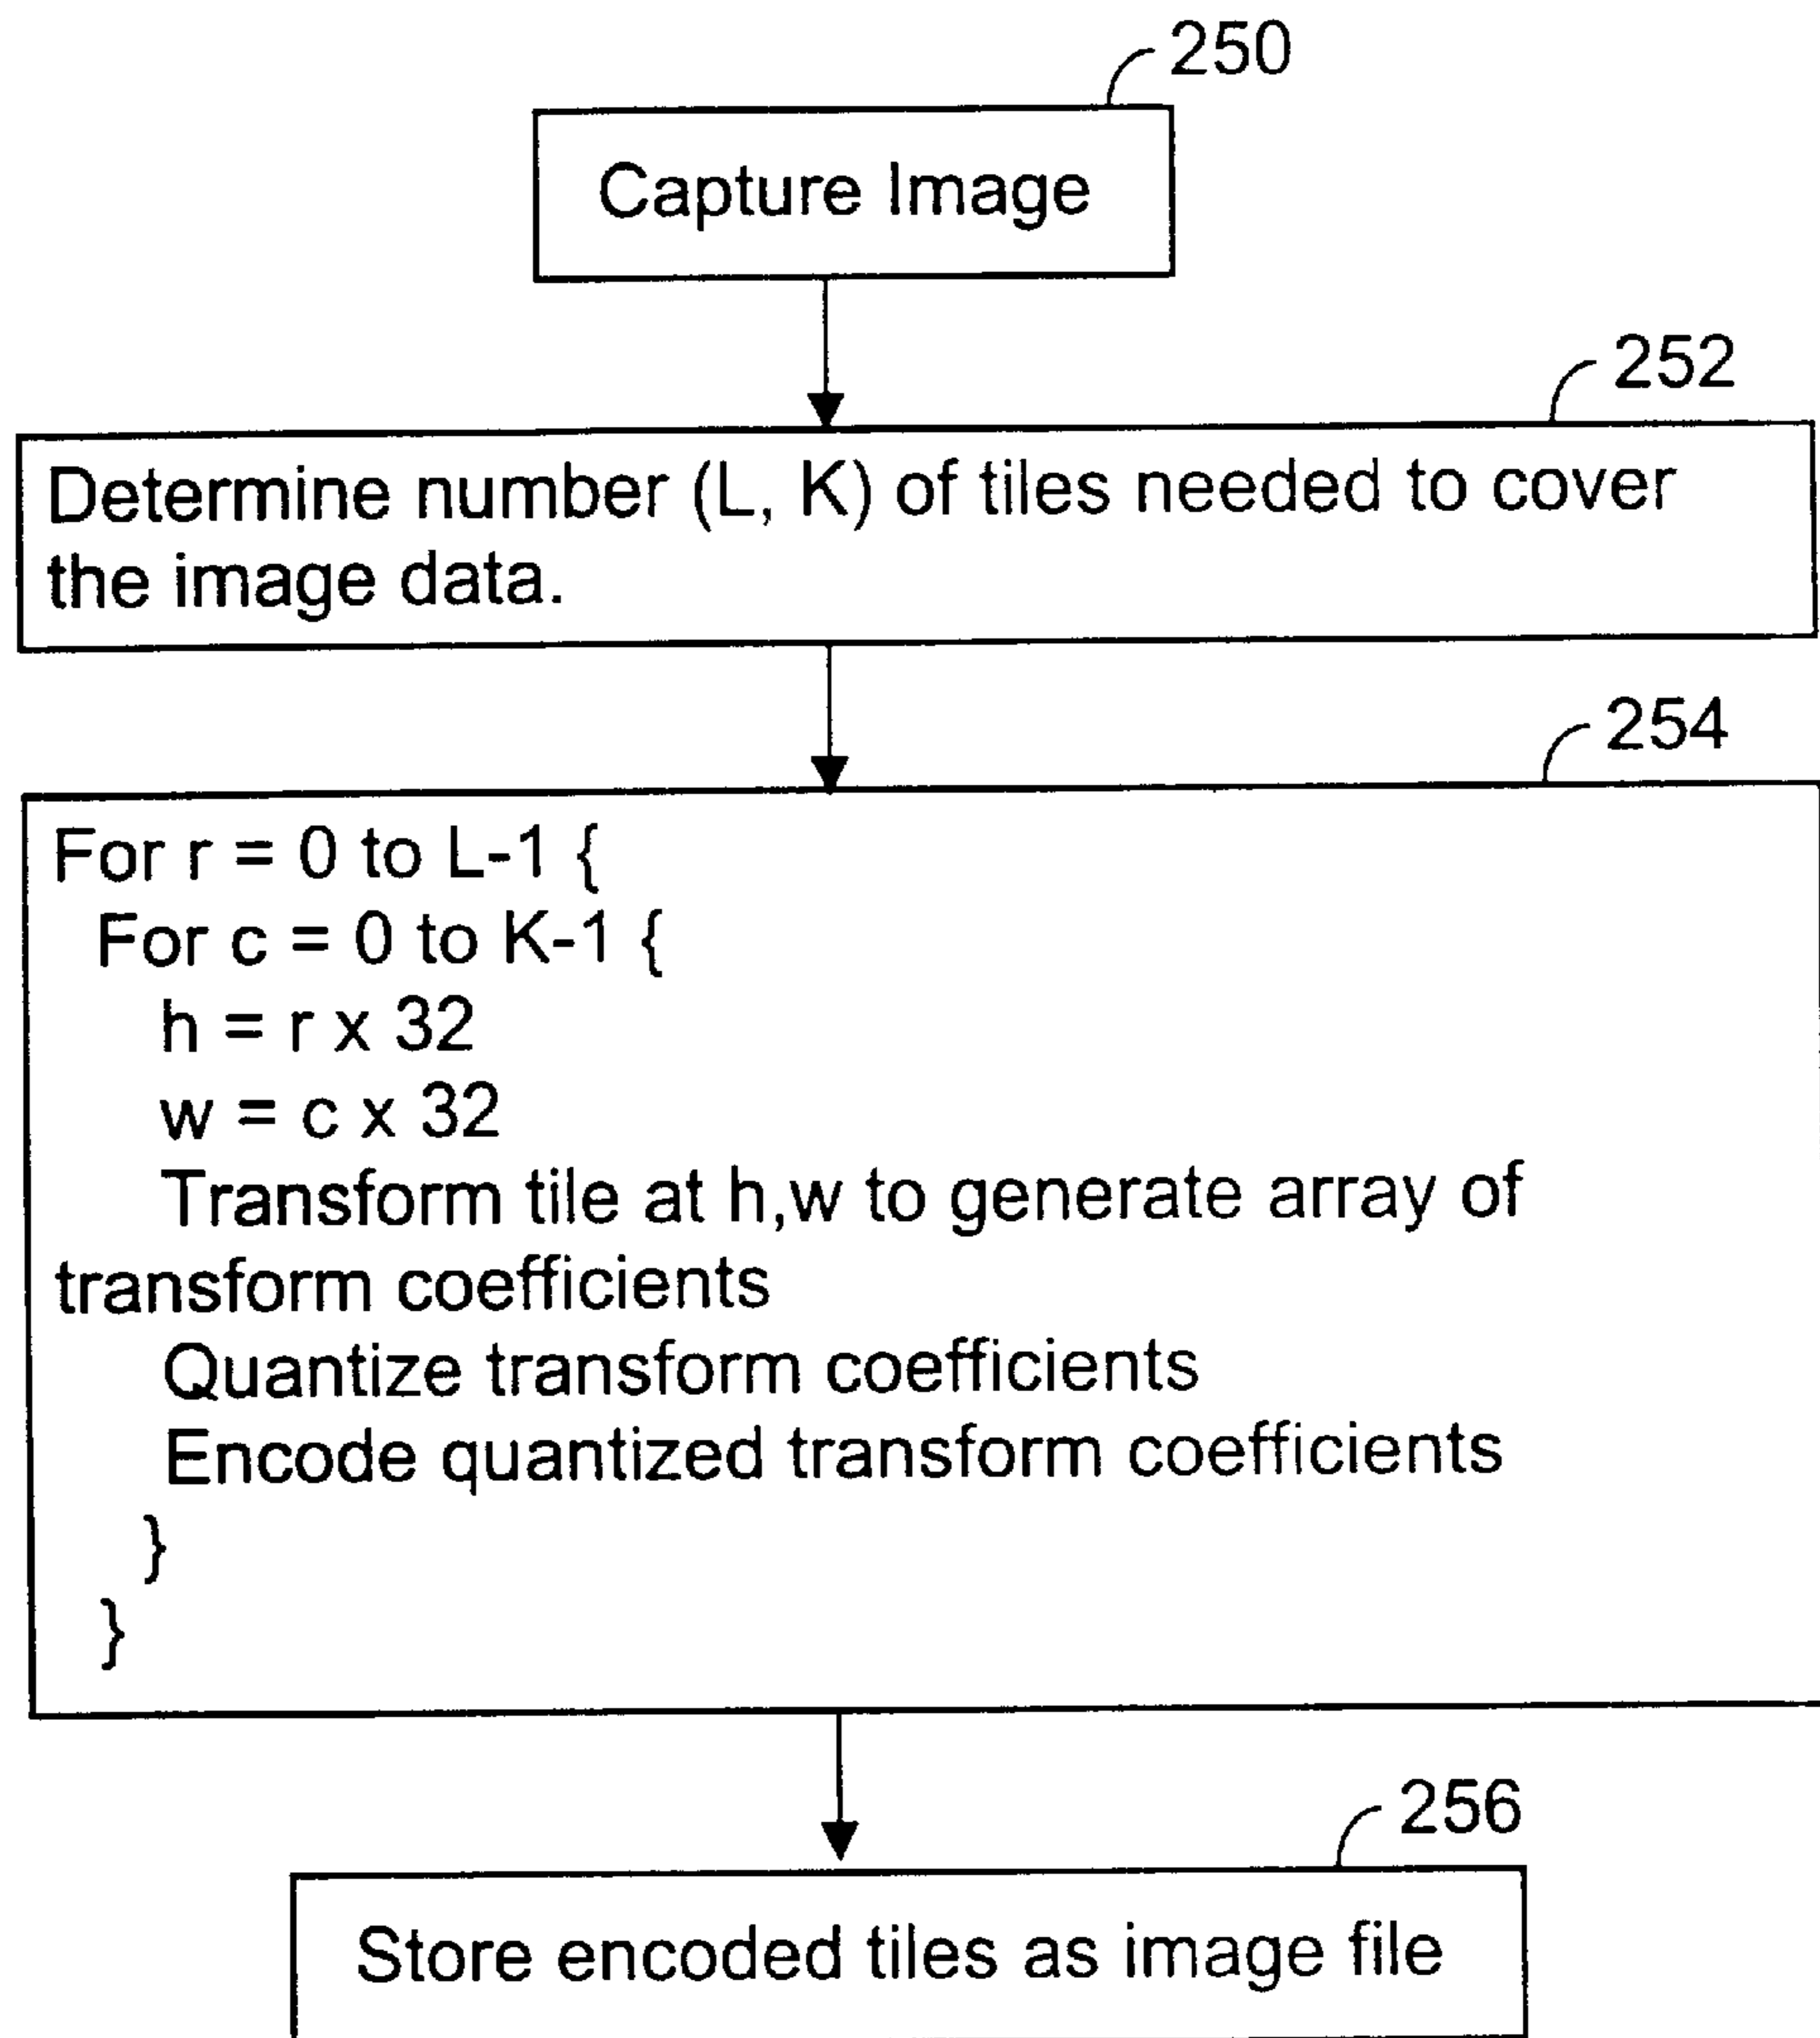 250
Capture Image
252
Determine number (L, K) of tiles needed to cover
the image data.
254
For r = 0 to L-1 {
For c = 0 to K-1 {
h = r x 32
w = c x 32
Transform tile at h,w to generate array of
transform coefficients
Quantize transform coefficients
Encode quantized transform coefficients
}
}
256
Store encoded tiles as image file